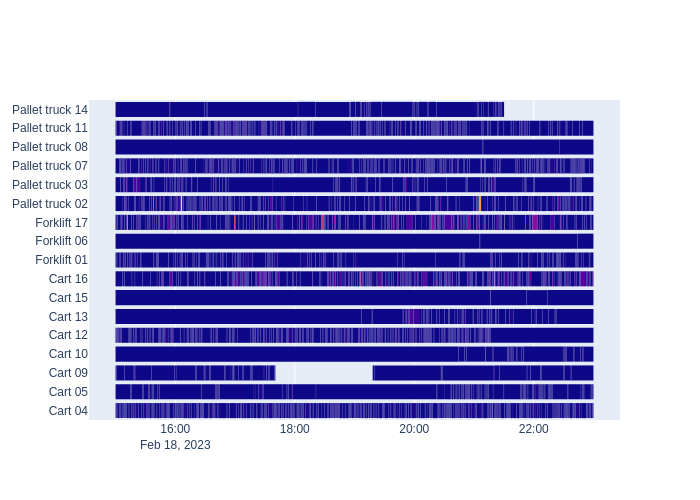 Pallet truck 14
Pallet truck 11
Pallet truck 08
Pallet truck 07
Pallet truck 03
Pallet truck 02
Forklift 17
Forklift 06
Forklift 01
Cart 16
Cart 15
Cart 13
Cart 12
Cart 10
Cart 09
Cart 05
Cart 04
16:00 18:00 20:00 22:00
Feb 18, 2023